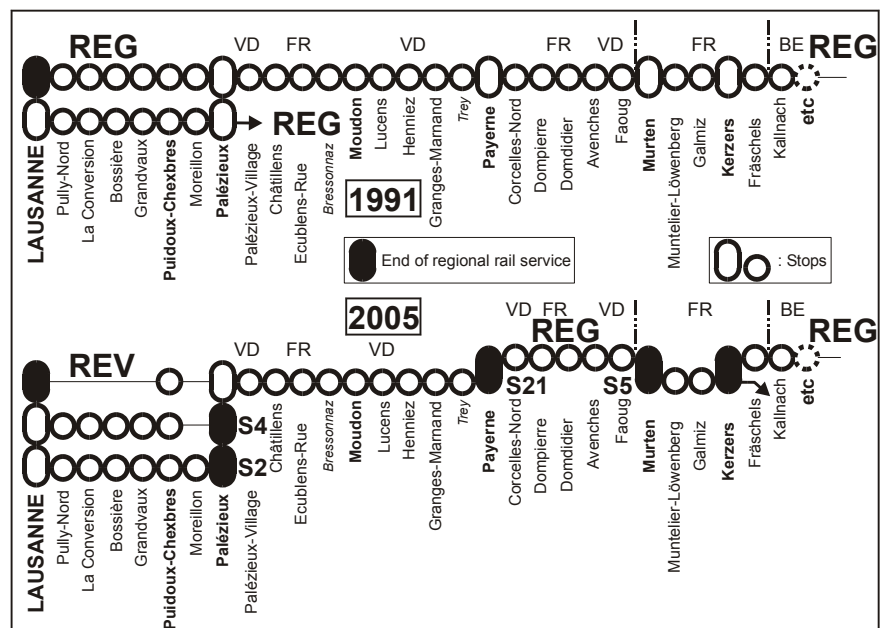 REG VD FR VD FR VD FR BE REG
REG
LAUSANNE
Pully-Nord
La Conversion
Bossière
Grandvaux
Puidoux-Chexbres
Moreillon
Palézieux
Palézieux-Village
Châtillens
Ecublens-Rue
Bressonnaz
Moudon
Lucens
Henniez
Granges-Marnand
Trey
Payerne
Corcelles-Nord
Dompierre
Domdidier
Avenches
Faoug
Murten
Muntelier-Löwenberg
Galmiz
Kerzers
Fräschels
Kallnach
etc
1991
End of regional rail service
: Stops
2005
REV VD FR VD VD FR VD FR BE REG
REG
S21 S5
S4
S2
LAUSANNE
Pully-Nord
La Conversion
Bossière
Grandvaux
Puidoux-Chexbres
Moreillon
Palézieux
Palézieux-Village
Châtillens
Ecublens-Rue
Bressonnaz
Moudon
Lucens
Henniez
Granges-Marnand
Trey
Payerne
Corcelles-Nord
Dompierre
Domdidier
Avenches
Faoug
Murten
Muntelier-Löwenberg
Galmiz
Kerzers
Fräschels
Kallnach
etc